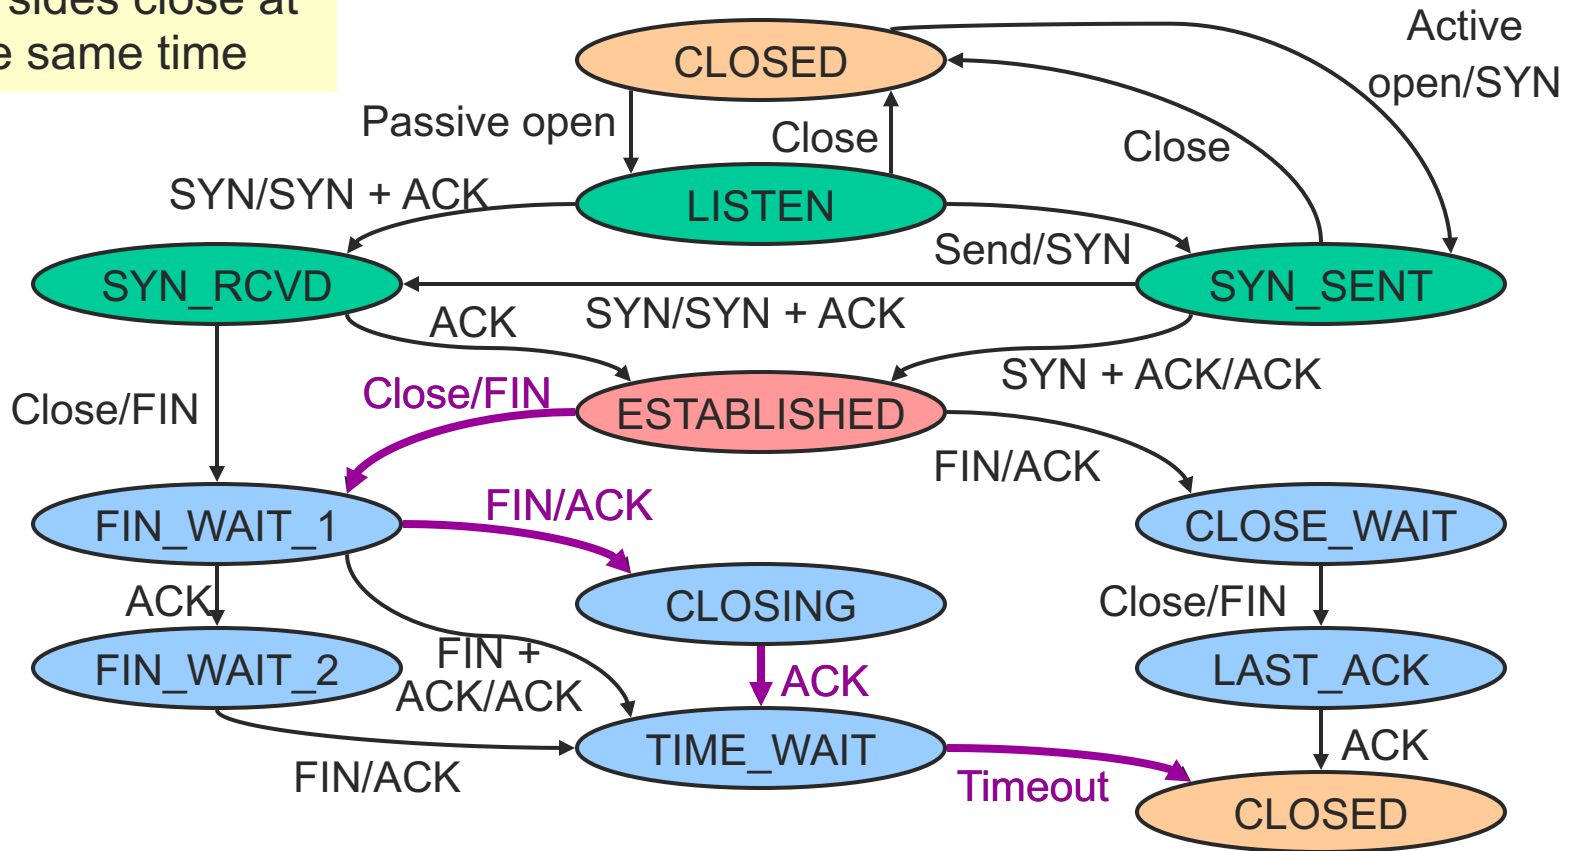 sides close at
same time
CLOSED
Active
open/SYN
Passive open
Close
Close
SYN/SYN + ACK
LISTEN
Send/SYN
SYN_RCVD
SYN_SENT
SYN/SYN + ACK
ACK
SYN + ACK/ACK
Close/FIN
Close/FIN
ESTABLISHED
FIN/ACK
FIN/ACK
FIN_WAIT_1
CLOSE_WAIT
ACK
CLOSING
Close/FIN
FIN_WAIT_2
FIN +
ACK/ACK
ACK
LAST_ACK
FIN/ACK
TIME_WAIT
Timeout
ACK
CLOSED